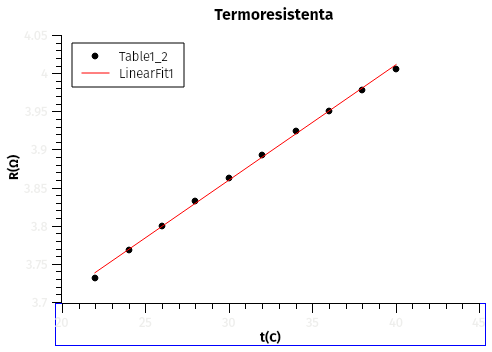 Termoresistenta
4.05
Table1_2
LinearFit1
4
3.95
3.9
R(Ω)
3.85
3.8
3.75
3.7
20 25 30 35 40 45
t(C)